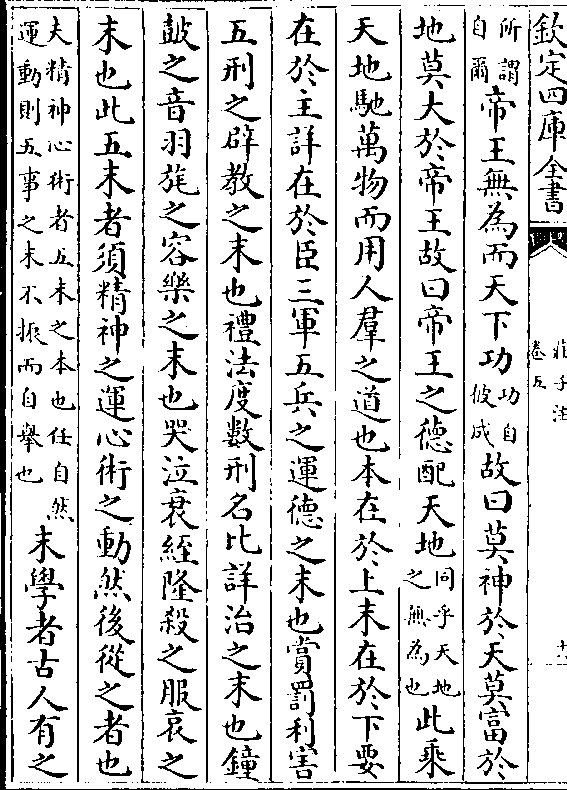 欽定四庫全書
莊子注
卷五
十一
所謂自爾帝王無為而天下功功自彼成故曰莫神於天莫富於
地莫大於帝王故曰帝王之德配天地同乎天地之無為也此乘
天地馳萬物而用人羣之道也本在於上末在於下要
在於主詳在於臣三軍五兵之運德之末也賞罰利害
五刑之辟教之末也禮法度數刑名比詳治之末也鐘
鼓之音羽旄之容樂之末也哭泣衰絰隆殺之服哀之
末也此五末者須精神之運心術之動然後從之者也
夫精神心術者五末之本也任自然運動則五事之末不振而自舉也末學者古人有之